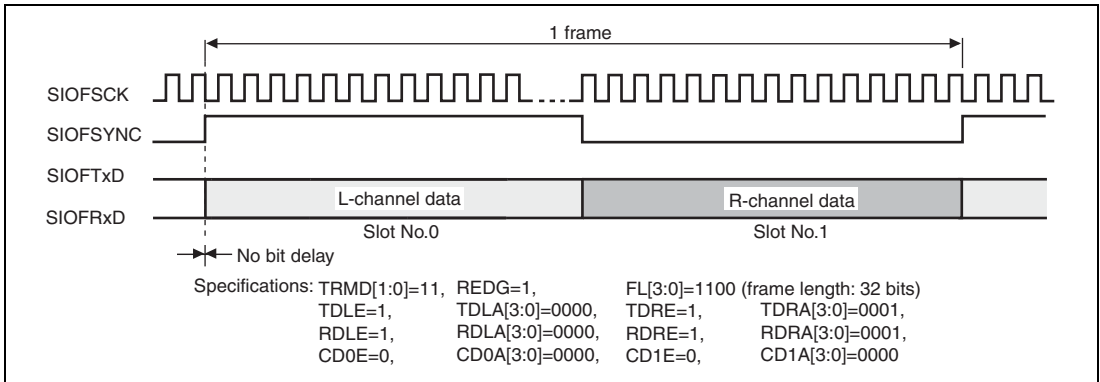 1 frame
SIOFSCK
SIOFSYNC
SIOFTxD
SIOFRxD
L-channel data
R-channel data
Slot No.0
Slot No.1
No bit delay
Specifications: TRMD[1:0]=11, REDG=1, FL[3:0]=1100 (frame length: 32 bits)
TDLE=1, TDLA[3:0]=0000, TDRE=1, TDRA[3:0]=0001,
RDLE=1, RDLA[3:0]=0000, RDRE=1, RDRA[3:0]=0001,
CD0E=0, CD0A[3:0]=0000, CD1E=0, CD1A[3:0]=0000